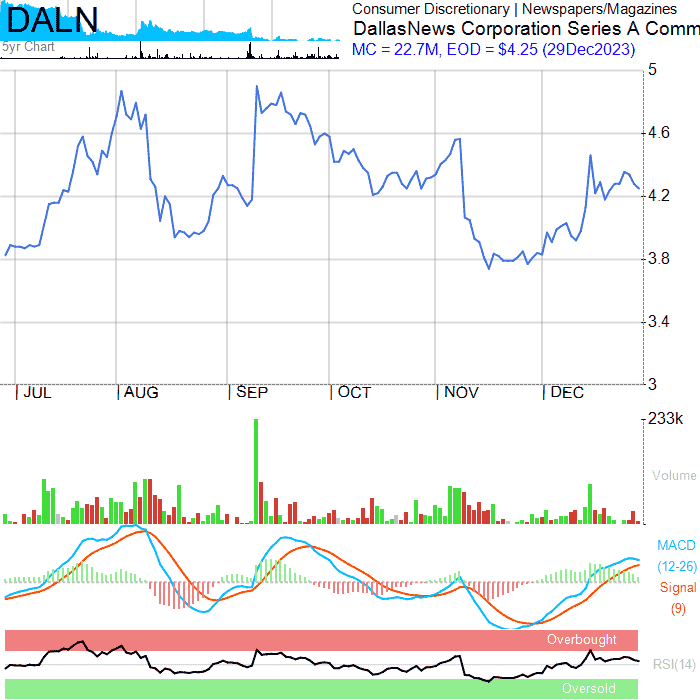 DALN
5yr Chart
Consumer Discretionary | Newspapers/Magazines
DallasNews Corporation Series A Comm
MC = 22.7M, EOD = $4.25 (29Dec2023)
5
4.6
4.2
3.8
3.4
3
JUL AUG SEP OCT NOV DEC
233k
Volume
MACD
(12-26)
Signal
(9)
Overbought
RSI(14)
Oversold